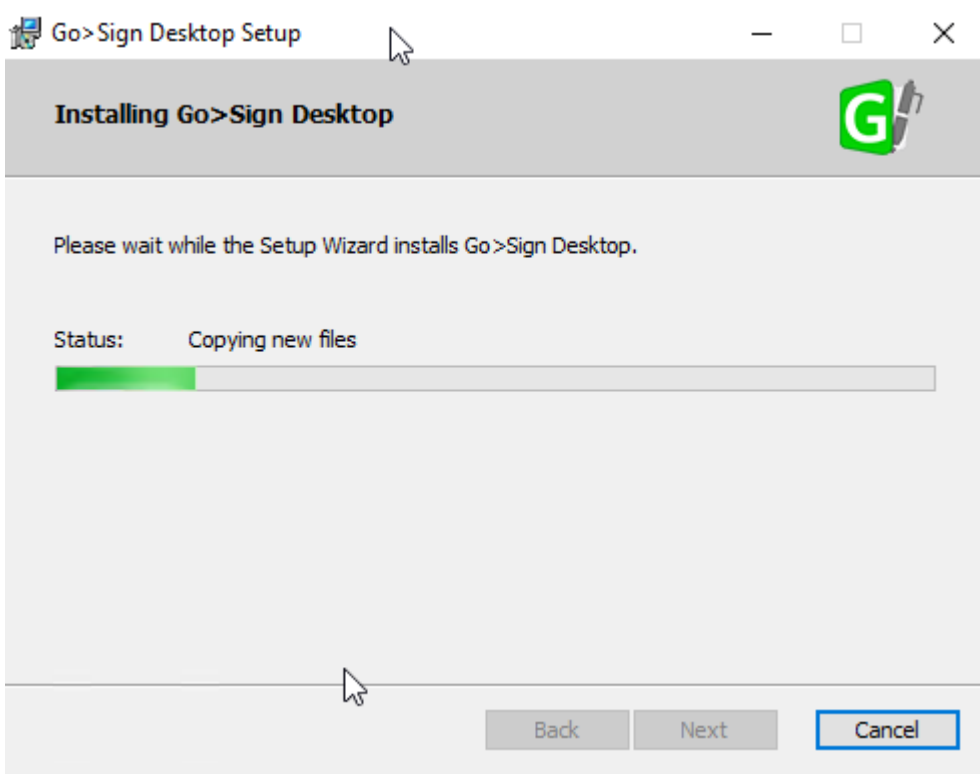 Go>Sign Desktop Setup
Installing Go>Sign Desktop
G
Please wait while the Setup Wizard installs Go>Sign Desktop.
Status: Copying new files
Back Next Cancel